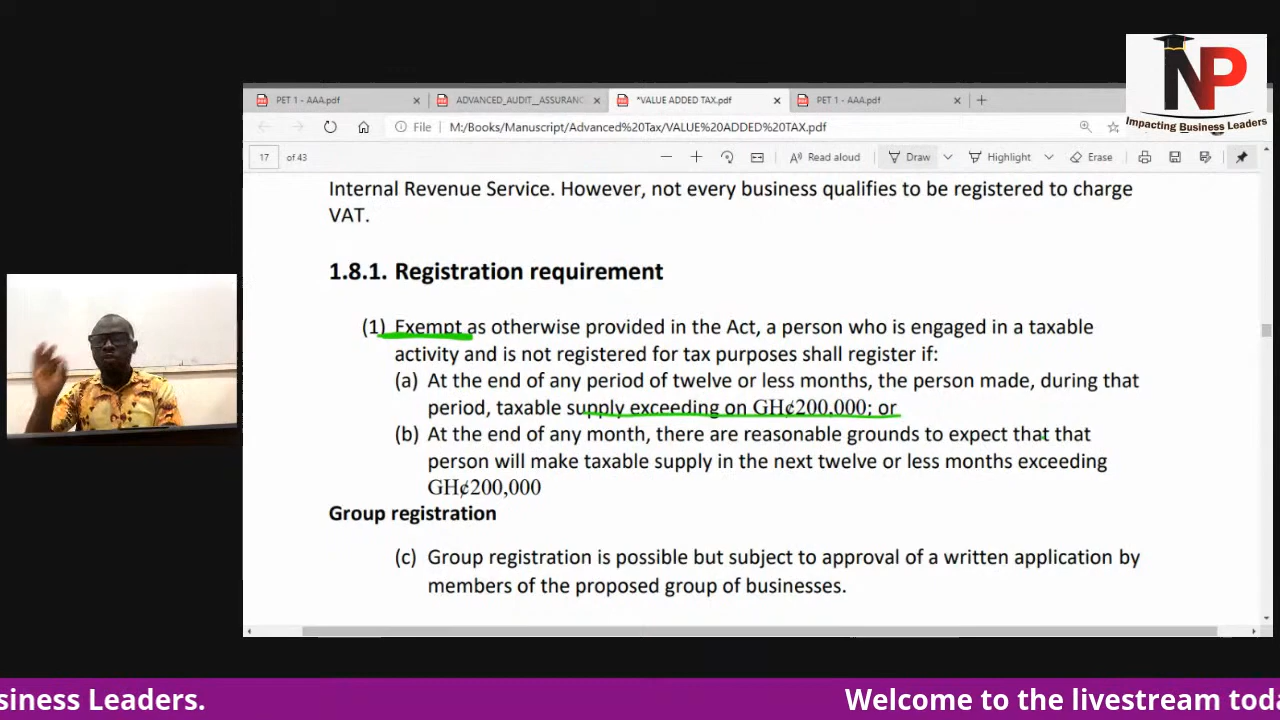 NP
Impacting Business Leaders
PET 1 - AAA.pdf
ADVANCED_AUDIT__ASSURANC
*VALUE ADDED TAX.pdf
PET 1 - AAA.pdf
File M:/Books/Manuscript/Advanced%20Tax/VALUE%20ADDED%20TAX.pdf
17 of 43 Read aloud Draw Highlight Erase
Internal Revenue Service. However, not every business qualifies to be registered to charge
VAT.
1.8.1. Registration requirement
(1) Exempt as otherwise provided in the Act, a person who is engaged in a taxable
activity and is not registered for tax purposes shall register if:
(a) At the end of any period of twelve or less months, the person made, during that
period, taxable supply exceeding on GH¢200,000; or
(b) At the end of any month, there are reasonable grounds to expect that that
person will make taxable supply in the next twelve or less months exceeding
GH¢200,000
Group registration
(c) Group registration is possible but subject to approval of a written application by
members of the proposed group of businesses.
siness Leaders. Welcome to the livestream toda